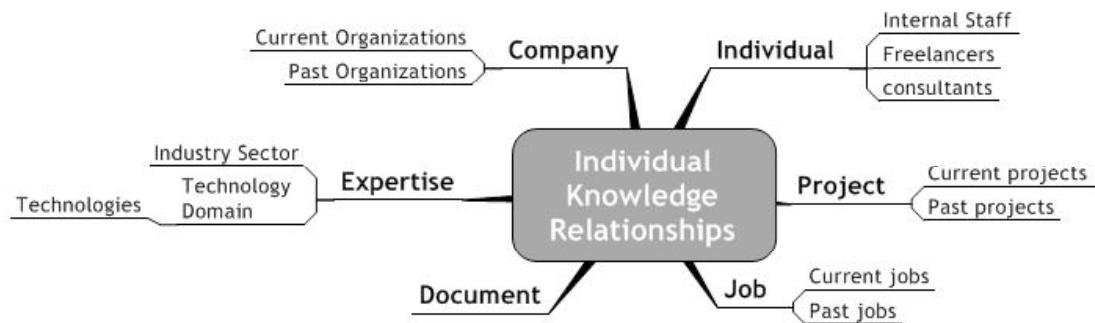 Current Organizations
Past Organizations
Company
Individual
Internal Staff
Freelancers
consultants
Industry Sector
Technology
Domain
Technologies
Expertise
Individual
Knowledge
Relationships
Project
Current projects
Past projects
Document
Job
Current jobs
Past jobs